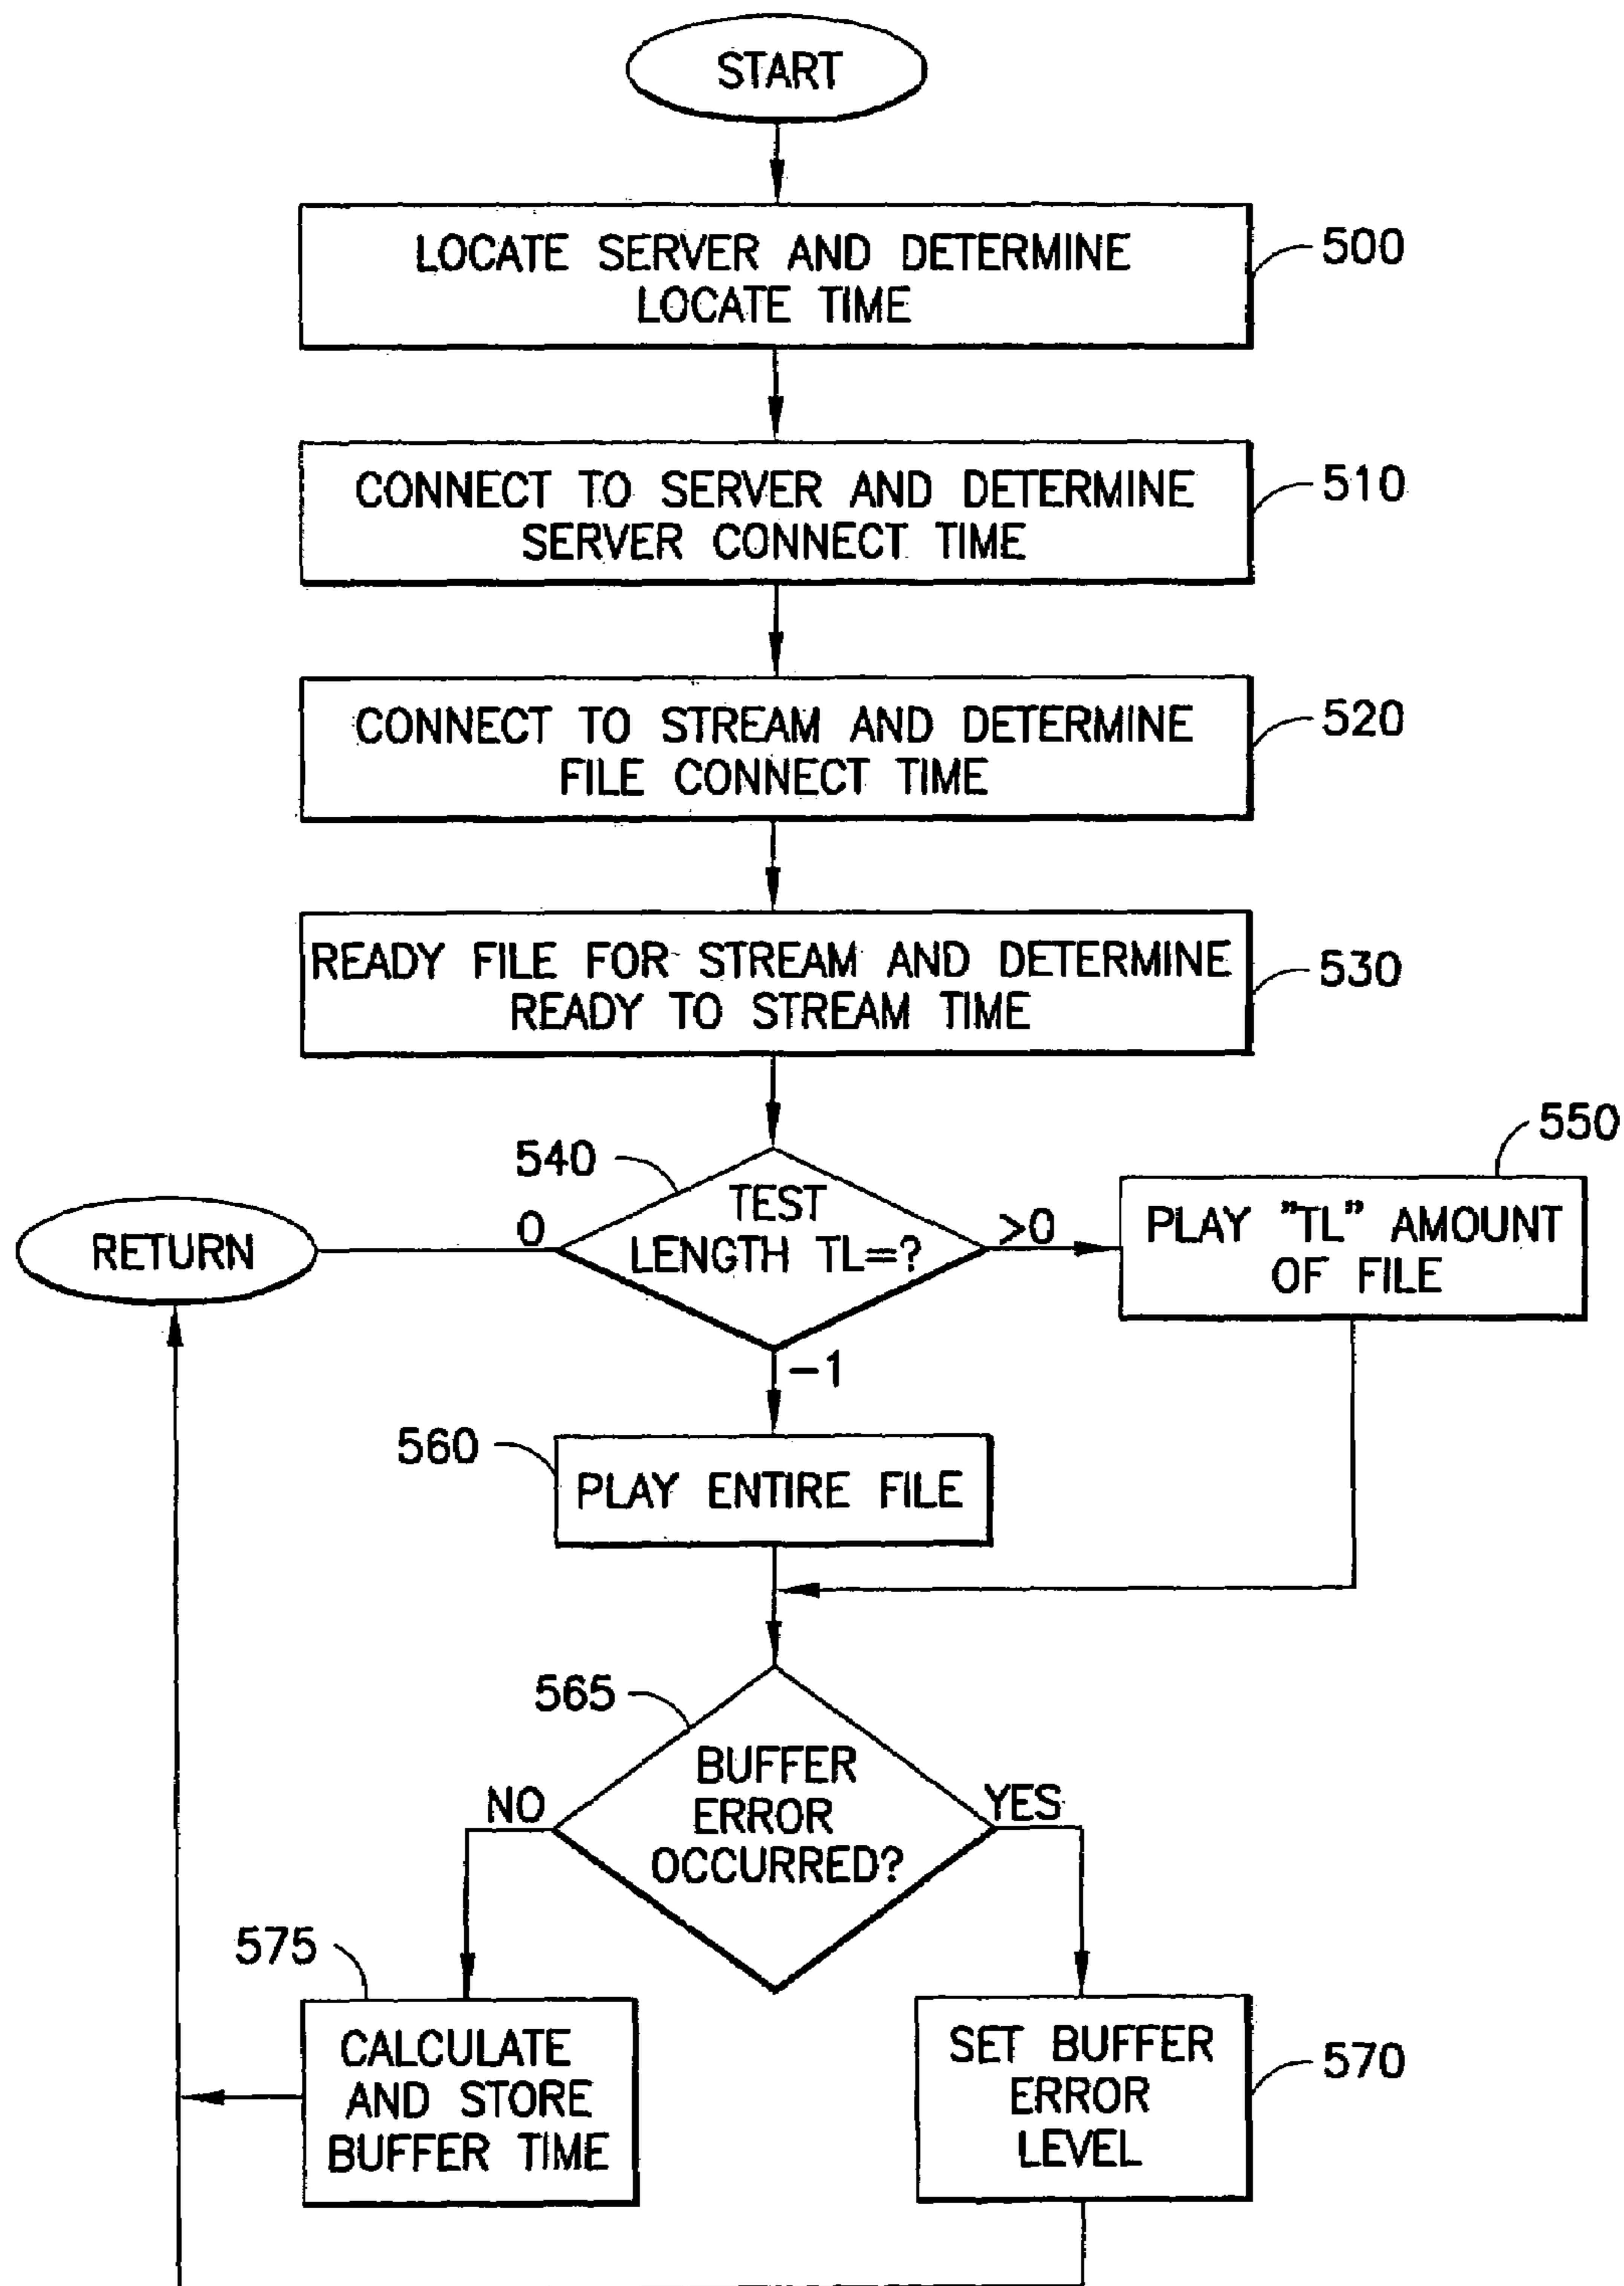 START
LOCATE SERVER AND DETERMINE
LOCATE TIME
500
CONNECT TO SERVER AND DETERMINE
SERVER CONNECT TIME
510
CONNECT TO STREAM AND DETERMINE
FILE CONNECT TIME
520
READY FILE FOR STREAM AND DETERMINE
READY TO STREAM TIME
530
540
TEST
LENGTH TL=?
0
>0
-1
RETURN
550
PLAY "TL" AMOUNT
OF FILE
560
PLAY ENTIRE FILE
565
BUFFER
ERROR
OCCURRED?
NO
YES
575
CALCULATE
AND STORE
BUFFER TIME
SET BUFFER
ERROR
LEVEL
570